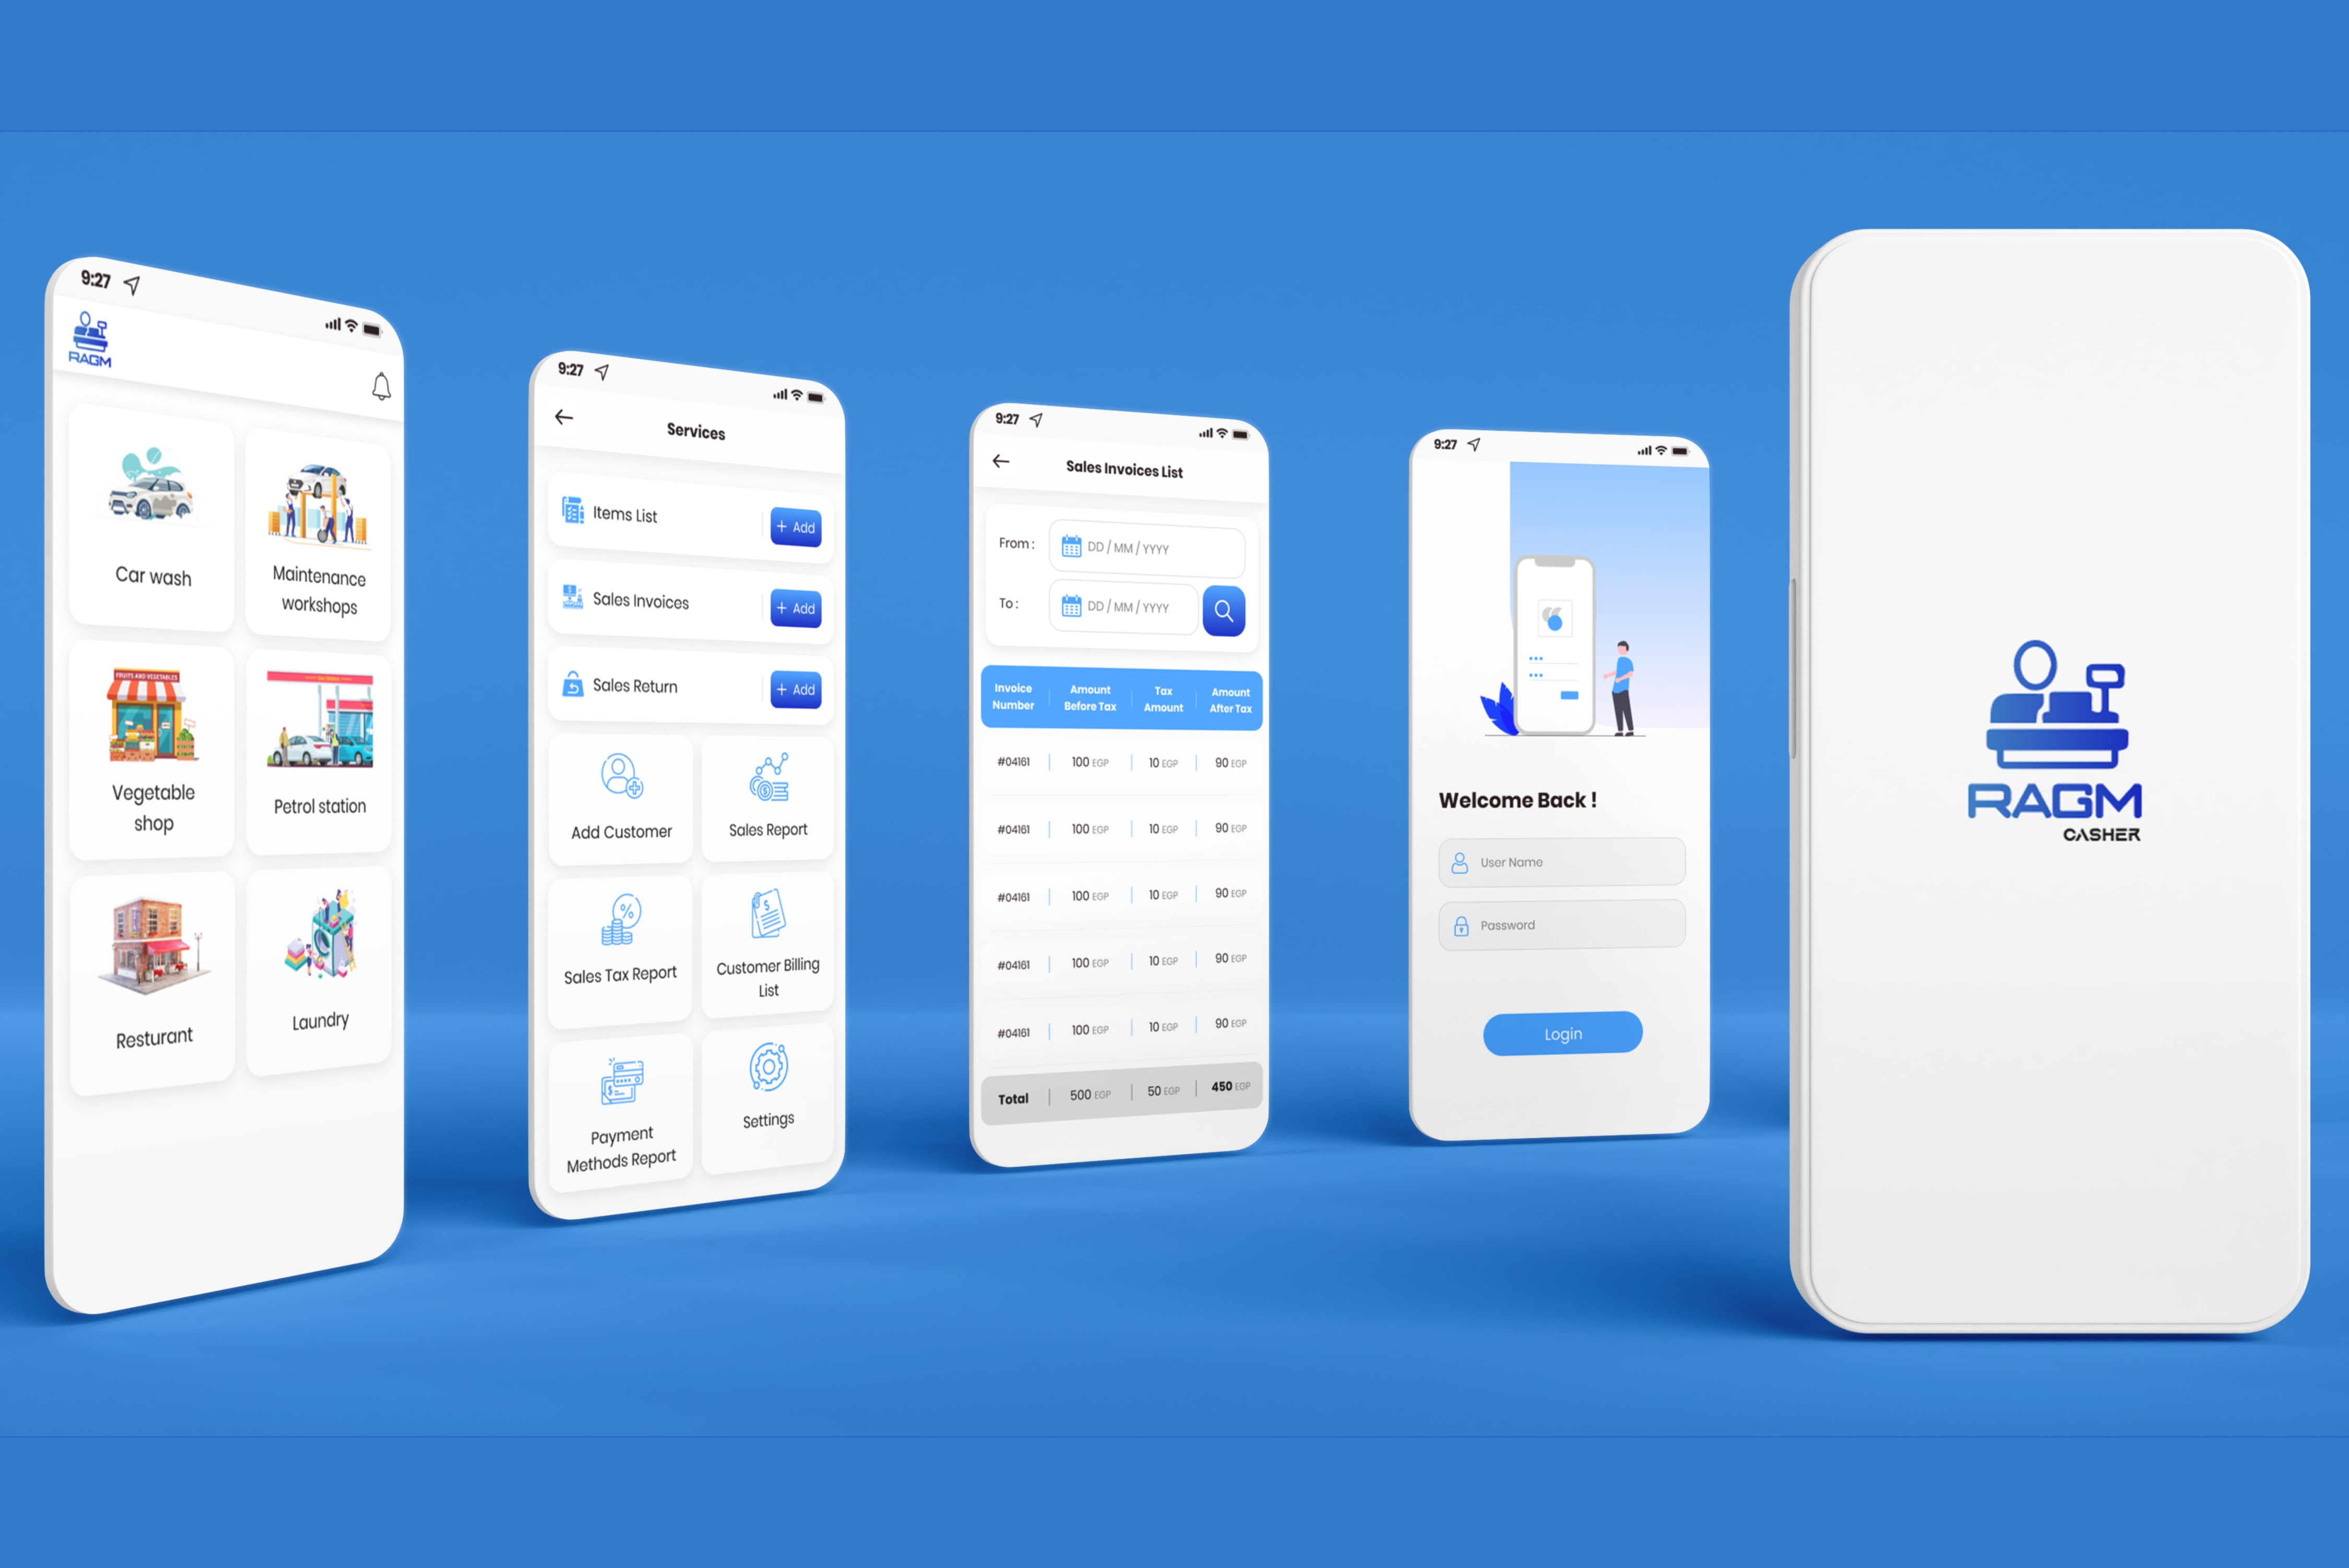 9:27
RAGM
Car wash
Maintenance
workshops
FRUITS AND VEGETABLES
Vegetable
shop
Petrol station
Resturant
Laundry
9:27
Services
Items List
+ Add
Sales Invoices
+ Add
Sales Return
+ Add
Add Customer
Sales Report
Sales Tax Report
Customer Billing
List
Payment
Methods Report
Settings
9:27
Sales Invoices List
From :
DD / MM / YYYY
To :
DD / MM / YYYY
Invoice Number
Amount Before Tax
Tax Amount
Amount After Tax
#04161 100 EGP 10 EGP 90 EGP
#04161 100 EGP 10 EGP 90 EGP
#04161 100 EGP 10 EGP 90 EGP
#04161 100 EGP 10 EGP 90 EGP
#04161 100 EGP 10 EGP 90 EGP
Total 500 EGP 50 EGP 450 EGP
9:27
Welcome Back !
User Name
Password
Login
RAGM
CASHER